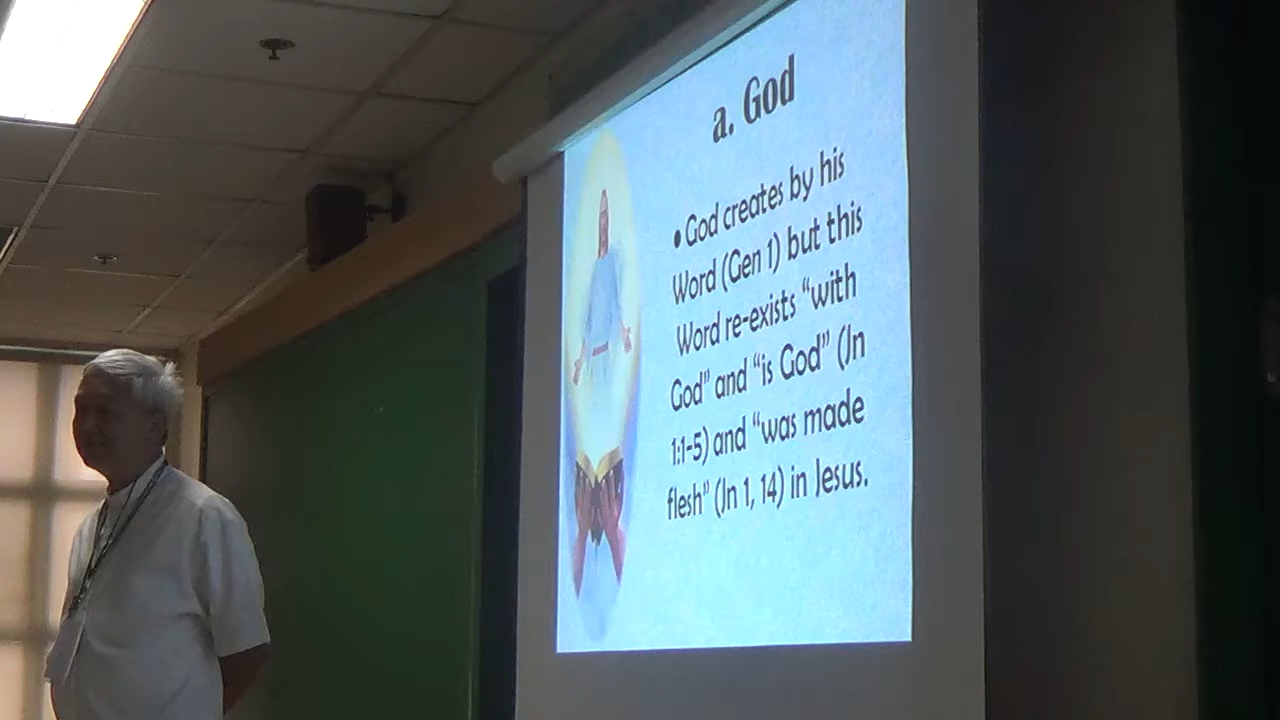 a. God
• God creates by his
Word (Gen 1) but this
Word re-exists “with
God” and “is God” (Jn
1:1-5) and “was made
flesh” (Jn 1, 14) in Jesus.